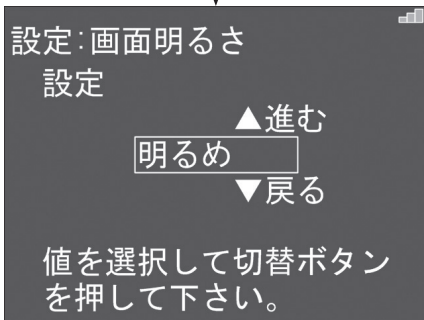 設定:画面明るさ
設定
▲進む
明るめ
▼戻る
値を選択して切替ボタン
を押して下さい。